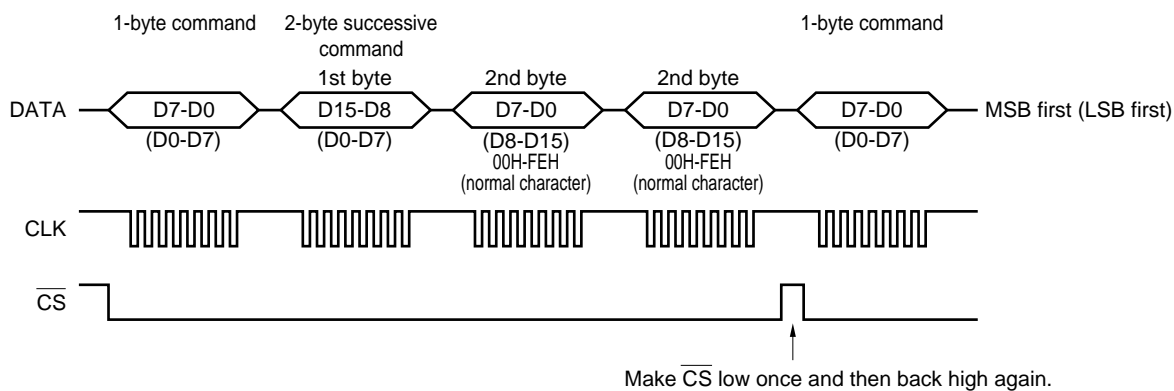 1-byte command
2-byte successive
command
1-byte command
1st byte
2nd byte
2nd byte
DATA
D7-D0
D15-D8
D7-D0
D7-D0
D7-D0
MSB first (LSB first)
(D0-D7)
(D0-D7)
(D8-D15)
(D8-D15)
(D0-D7)
00H-FEH
00H-FEH
(normal character)
(normal character)
CLK
CS
Make CS low once and then back high again.